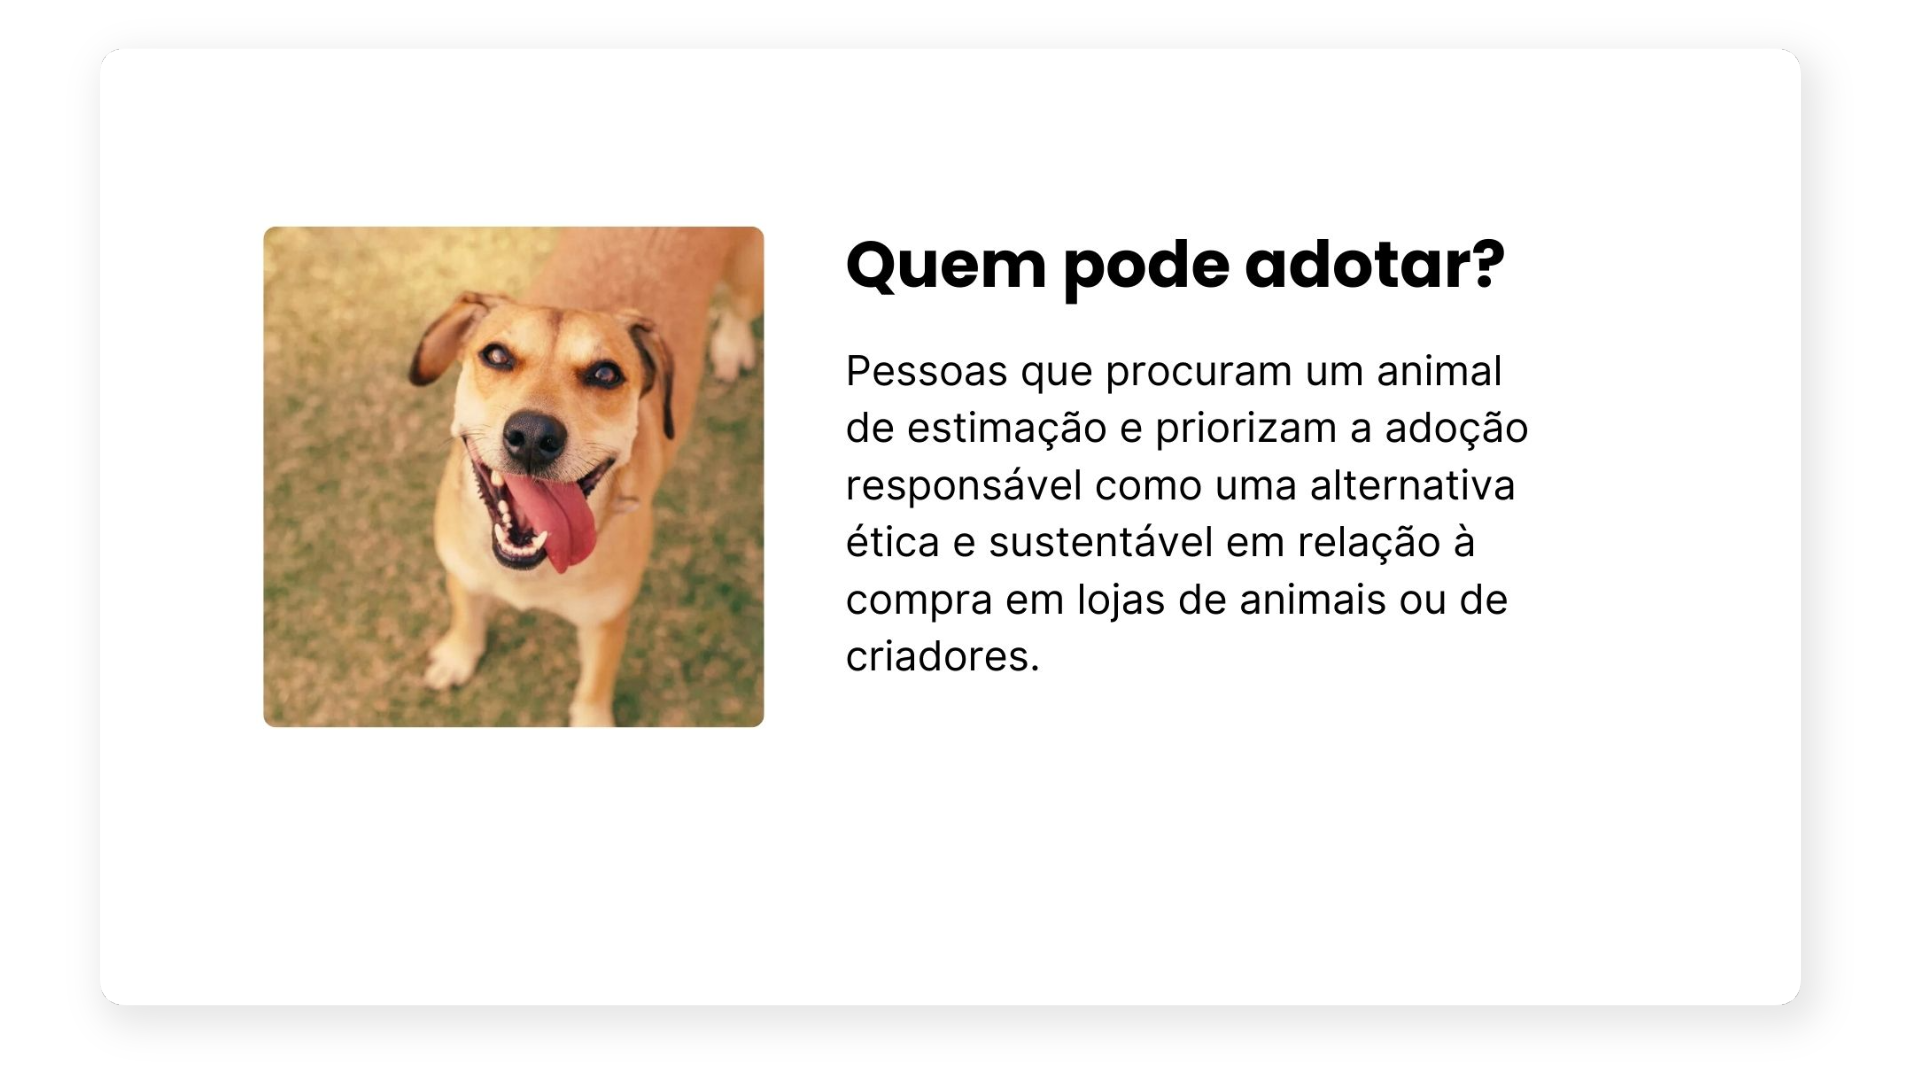 Quem pode adotar?
Pessoas que procuram um animal
de estimação e priorizam a adoção
responsável como uma alternativa
ética e sustentável em relação à
compra em lojas de animais ou de
criadores.